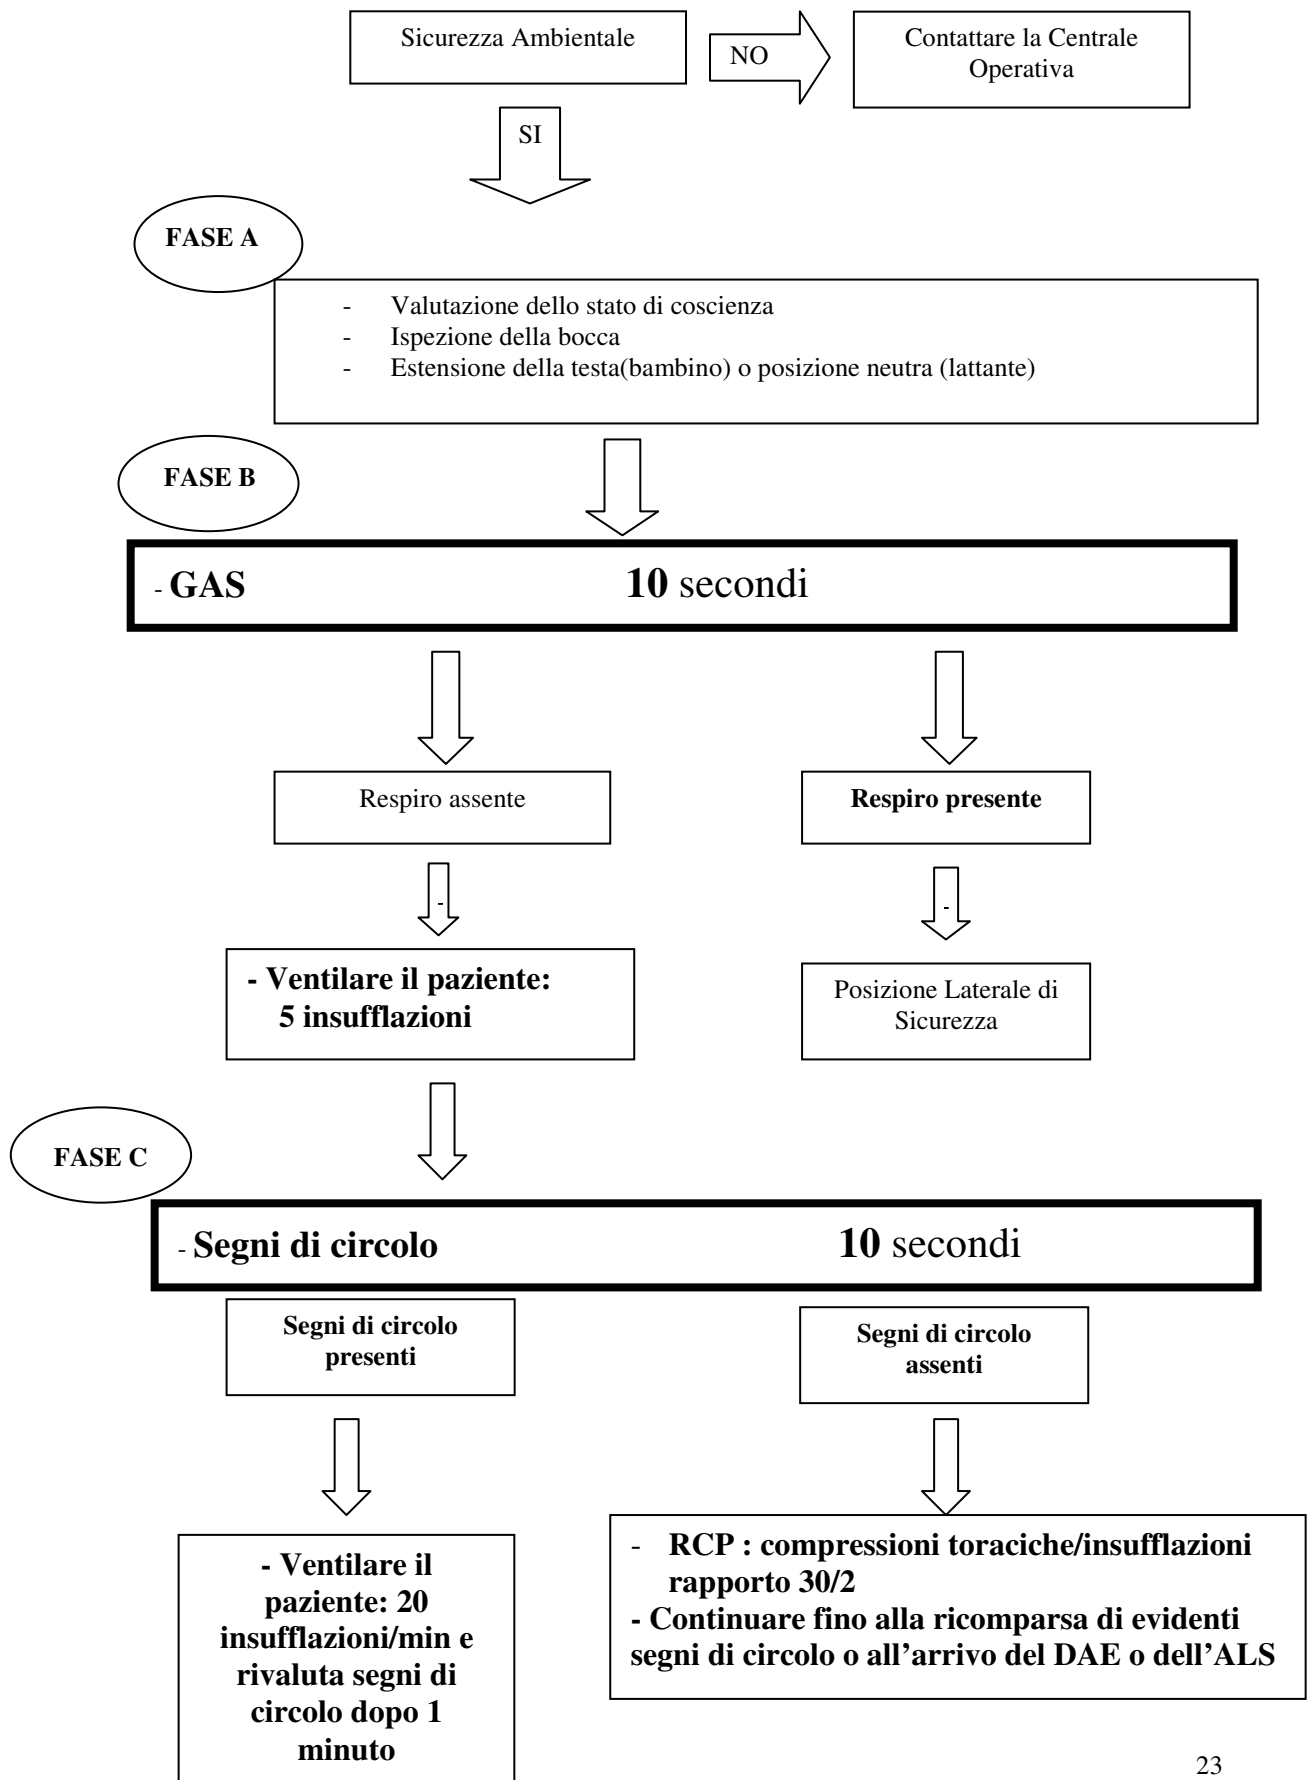 Sicurezza Ambientale
NO
Contattare la Centrale
Operativa
SI
FASE A
- Valutazione dello stato di coscienza
- Ispezione della bocca
- Estensione della testa(bambino) o posizione neutra (lattante)
FASE B
- GAS 10 secondi
Respiro assente
Respiro presente
-
-
- Ventilare il paziente:
5 insufflazioni
Posizione Laterale di
Sicurezza
FASE C
- Segni di circolo 10 secondi
Segni di circolo
presenti
Segni di circolo
assenti
- Ventilare il
paziente: 20
insufflazioni/min e
rivaluta segni di
circolo dopo 1
minuto
- RCP : compressioni toraciche/insufflazioni
rapporto 30/2
- Continuare fino alla ricomparsa di evidenti
segni di circolo o all’arrivo del DAE o dell’ALS
23